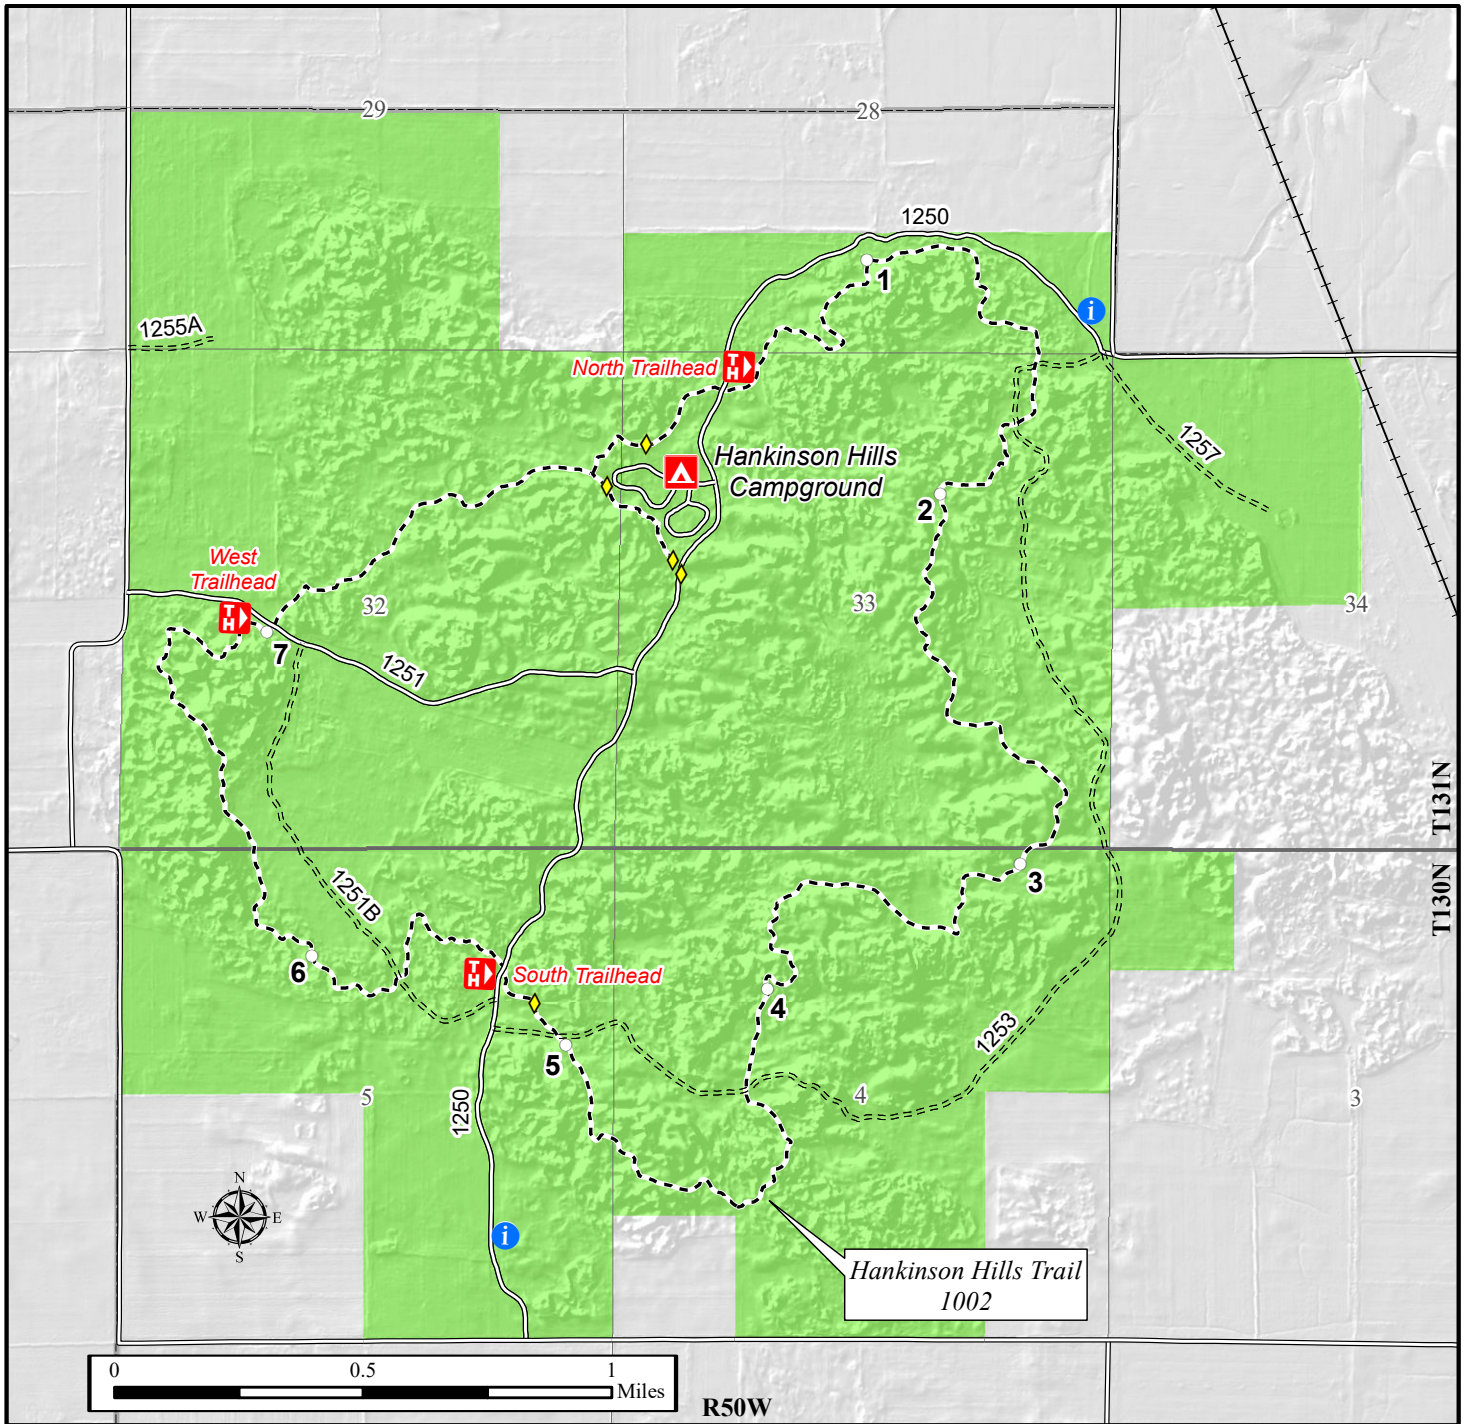 29
28
1250
1
i
1255A
North Trailhead
T
H
Hankinson Hills
Campground
1257
2
West
Trailhead
T
H
32
33
34
7
1251
T131N
3
T130N
1251B
6
T
H
South Trailhead
4
1253
5
5
4
3
1250
N
W
E
S
i
Hankinson Hills Trail
1002
0
0.5
1
Miles
R50W